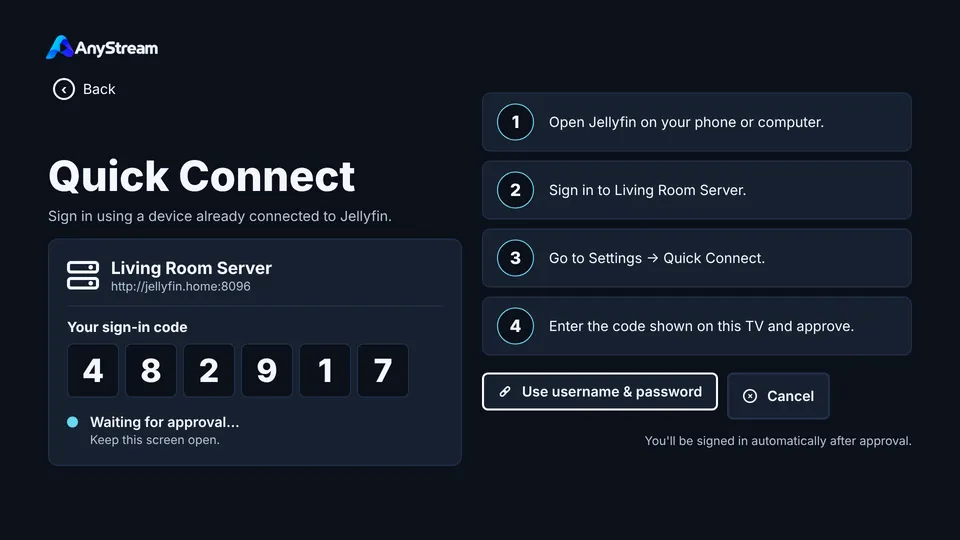 AnyStream
Back
Quick Connect
Sign in using a device already connected to Jellyfin.
Living Room Server
http://jellyfin.home:8096
Your sign-in code
4 8 2 9 1 7
Waiting for approval...
Keep this screen open.
1 Open Jellyfin on your phone or computer.
2 Sign in to Living Room Server.
3 Go to Settings → Quick Connect.
4 Enter the code shown on this TV and approve.
Use username & password
Cancel
You'll be signed in automatically after approval.